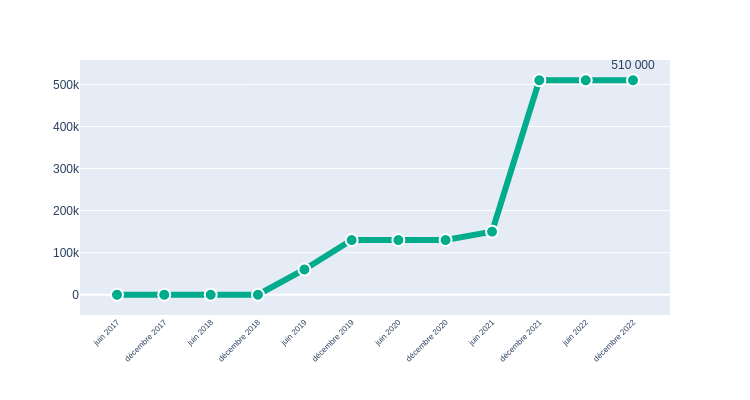 510 000
500k
400k
300k
200k
100k
0
juin 2017
décembre 2017
juin 2018
décembre 2018
juin 2019
décembre 2019
juin 2020
décembre 2020
juin 2021
décembre 2021
juin 2022
décembre 2022